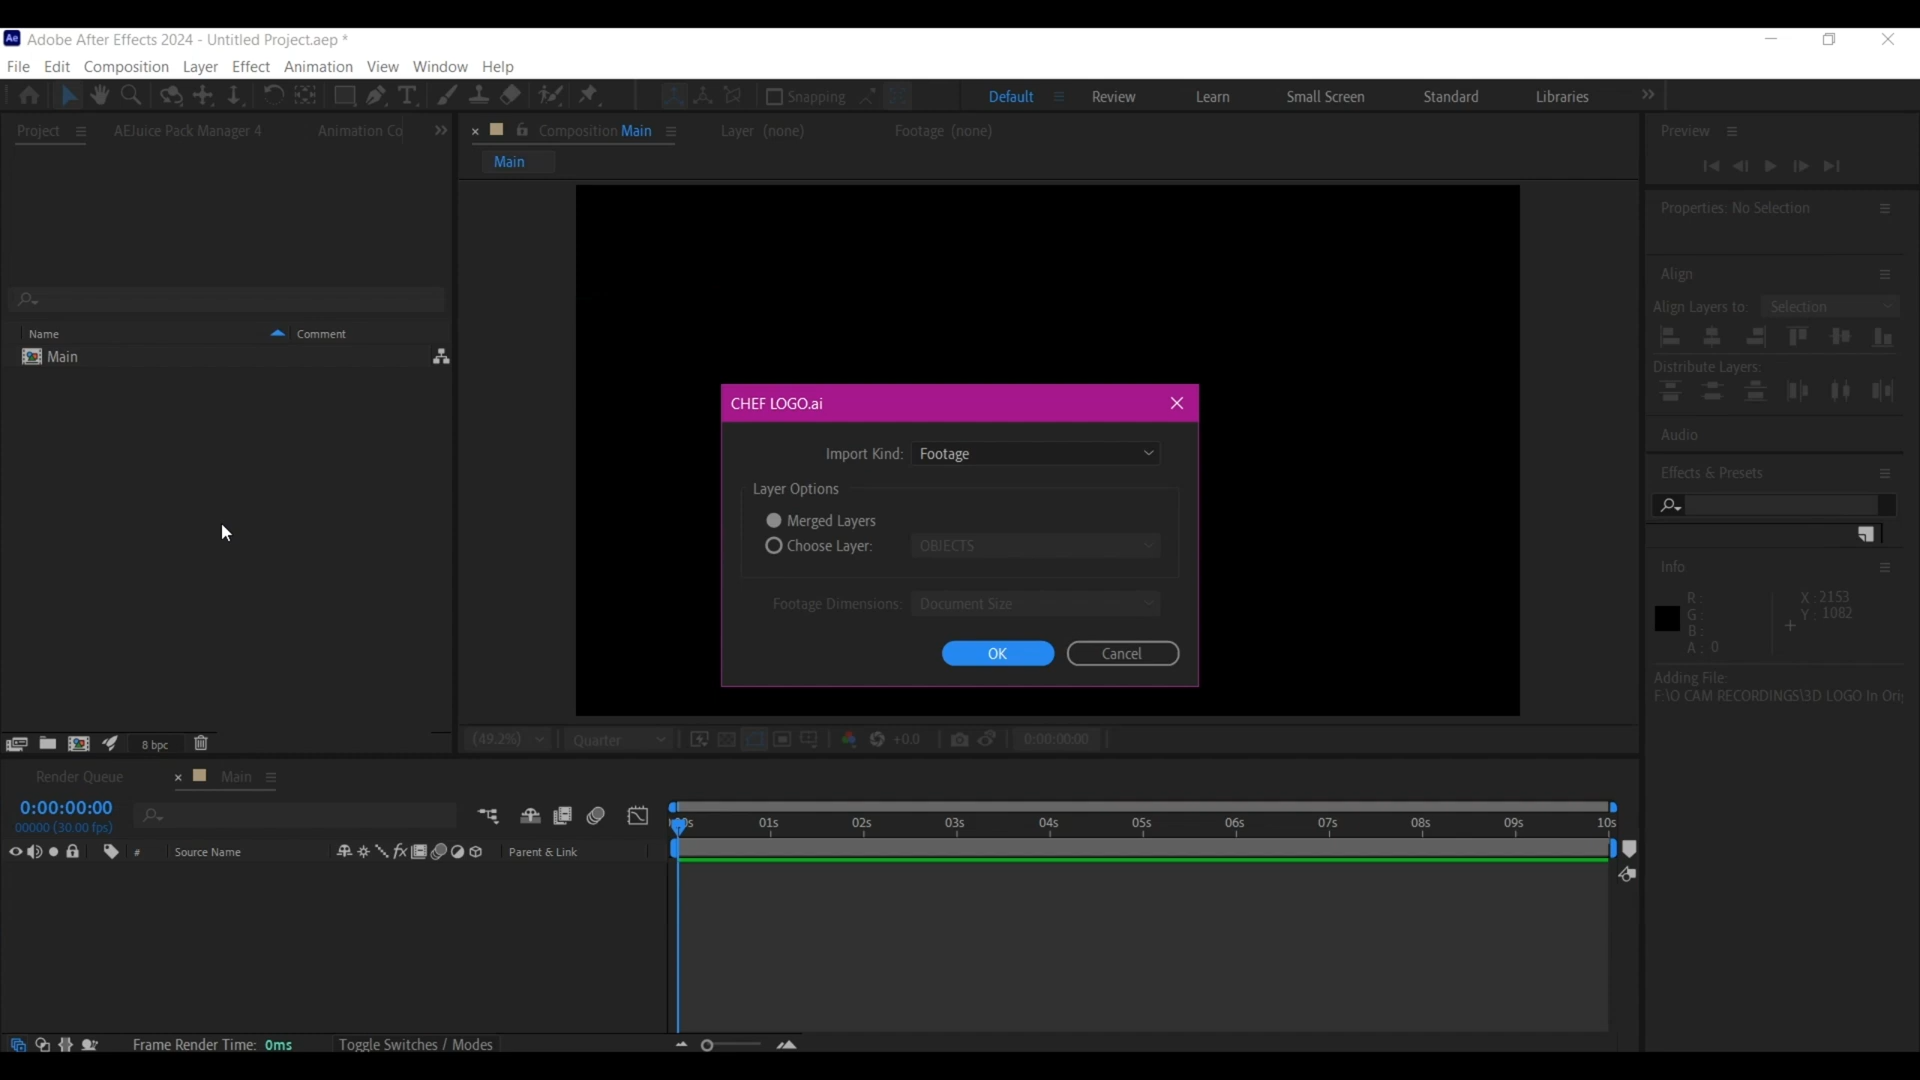 Ae Adobe After Effects 2024 - Untitled Project.aep *
File Edit Composition Layer Effect Animation View Window Help
Snapping Default Review Learn Small Screen Standard Libraries
Project AEJuice Pack Manager 4 Animation Co
Composition Main Layer (none) Footage (none)
Preview
Main
Properties: No Selection
Align
Align Layers to: Selection
Name Comment
Main
Distribute Layers:
CHEF LOGO.ai
Import Kind: Footage
Layer Options
Merged Layers
Choose Layer: OBJECTS
Footage Dimensions: Document Size
OK Cancel
Audio
Effects & Presets
Info
R:
G:
B:
A: 0
X: 2153
Y: 1082
Adding File:
F:\O CAM RECORDINGS\3D LOGO In Ori
8 bpc
(49.2%) Quarter +0.0 0:00:00:00
Render Queue Main
0:00:00:00
00000 (30.00 fps)
01s 02s 03s 04s 05s 06s 07s 08s 09s 10s
# Source Name fx Parent & Link
Frame Render Time: 0ms Toggle Switches / Modes